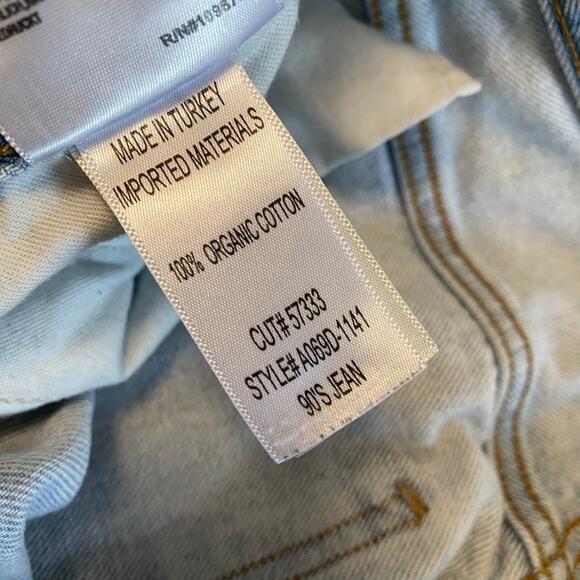 MADE IN TURKEY
IMPORTED MATERIALS
100% ORGANIC COTTON
CUT# 57333
STYLE# A069D-1141
90'S JEAN